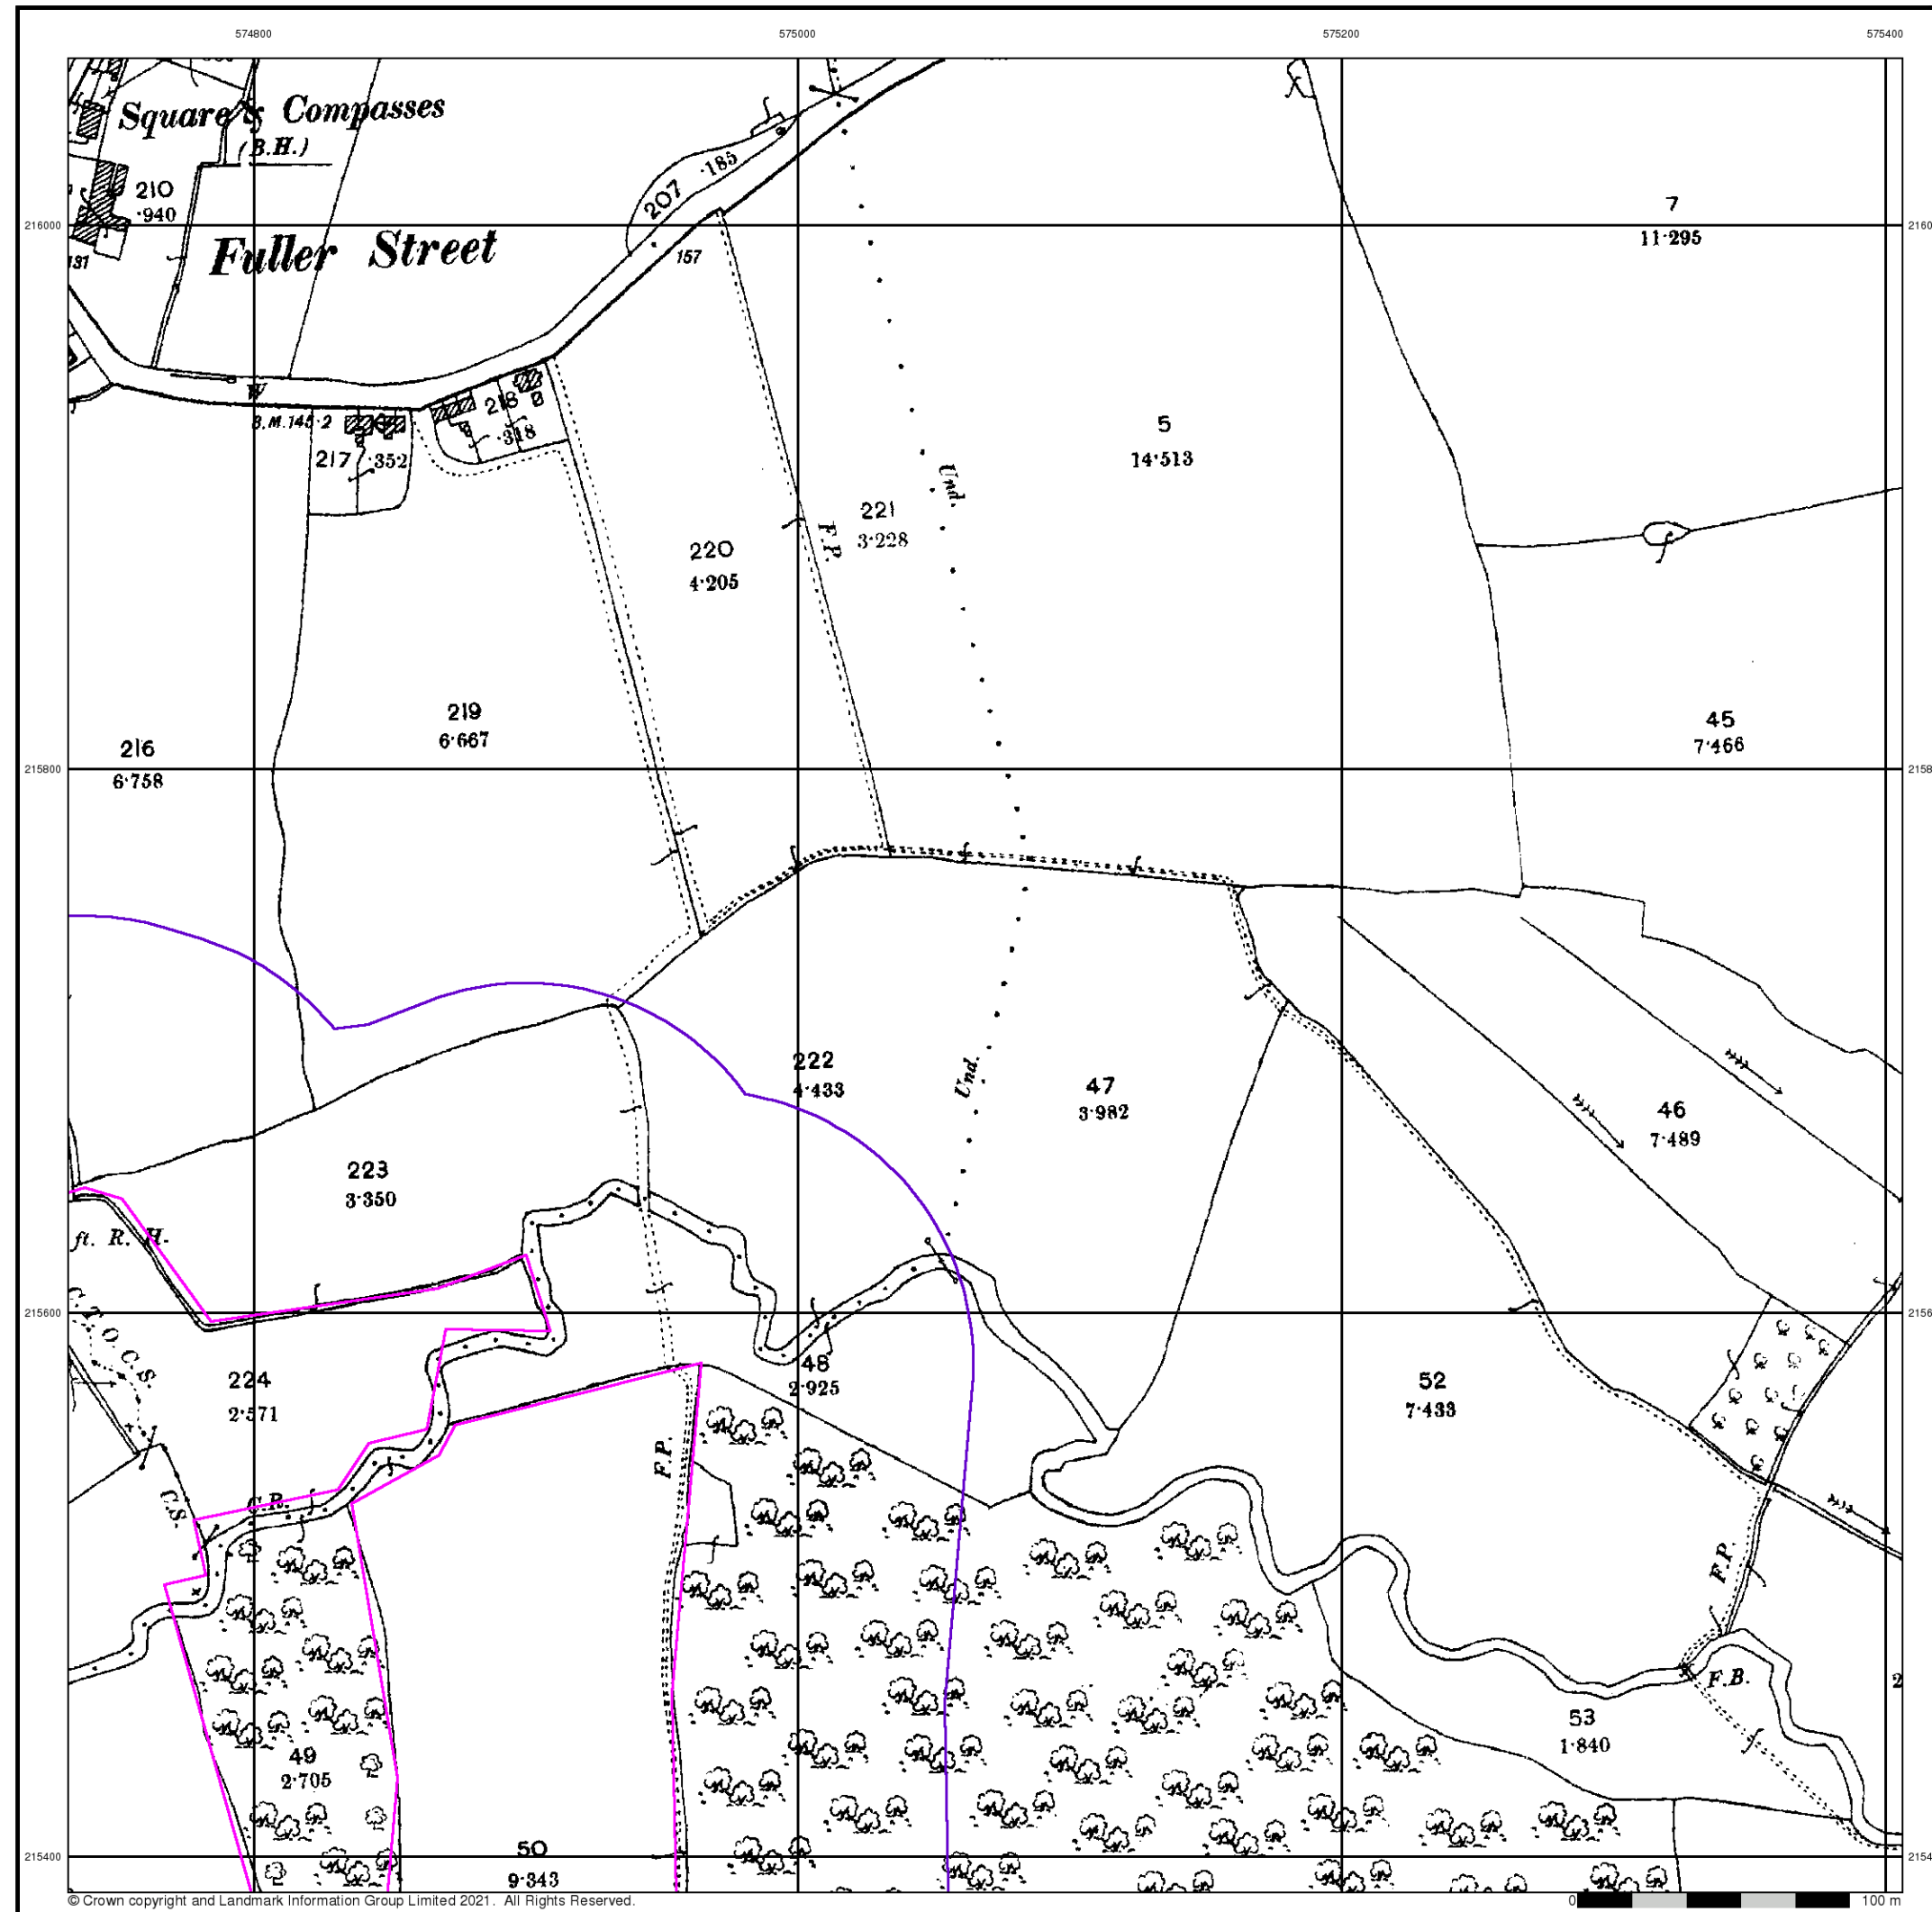 574800 575000 575200 575400
Square & Compasses
(B.H.)
210
·940
207 ·185
7
11·295
216000
Fuller Street
157
131
W
B.M. 145·2
218
·318
217 ·352
5
14·513
Und.
221
3·228
F.P.
220
4·205
219
6·667
216
6·758
45
7·466
215800
222
4·433
Und.
47
3·982
46
7·489
223
3·350
ft. R. H.
215600
C. T. O. C. S.
224
2·571
48
2·925
52
7·433
F.P.
C.S.
C.R.
F.P.
F.B.
53
1·840
49
2·705
50
9·343
215400
© Crown copyright and Landmark Information Group Limited 2021. All Rights Reserved.
0 100 m